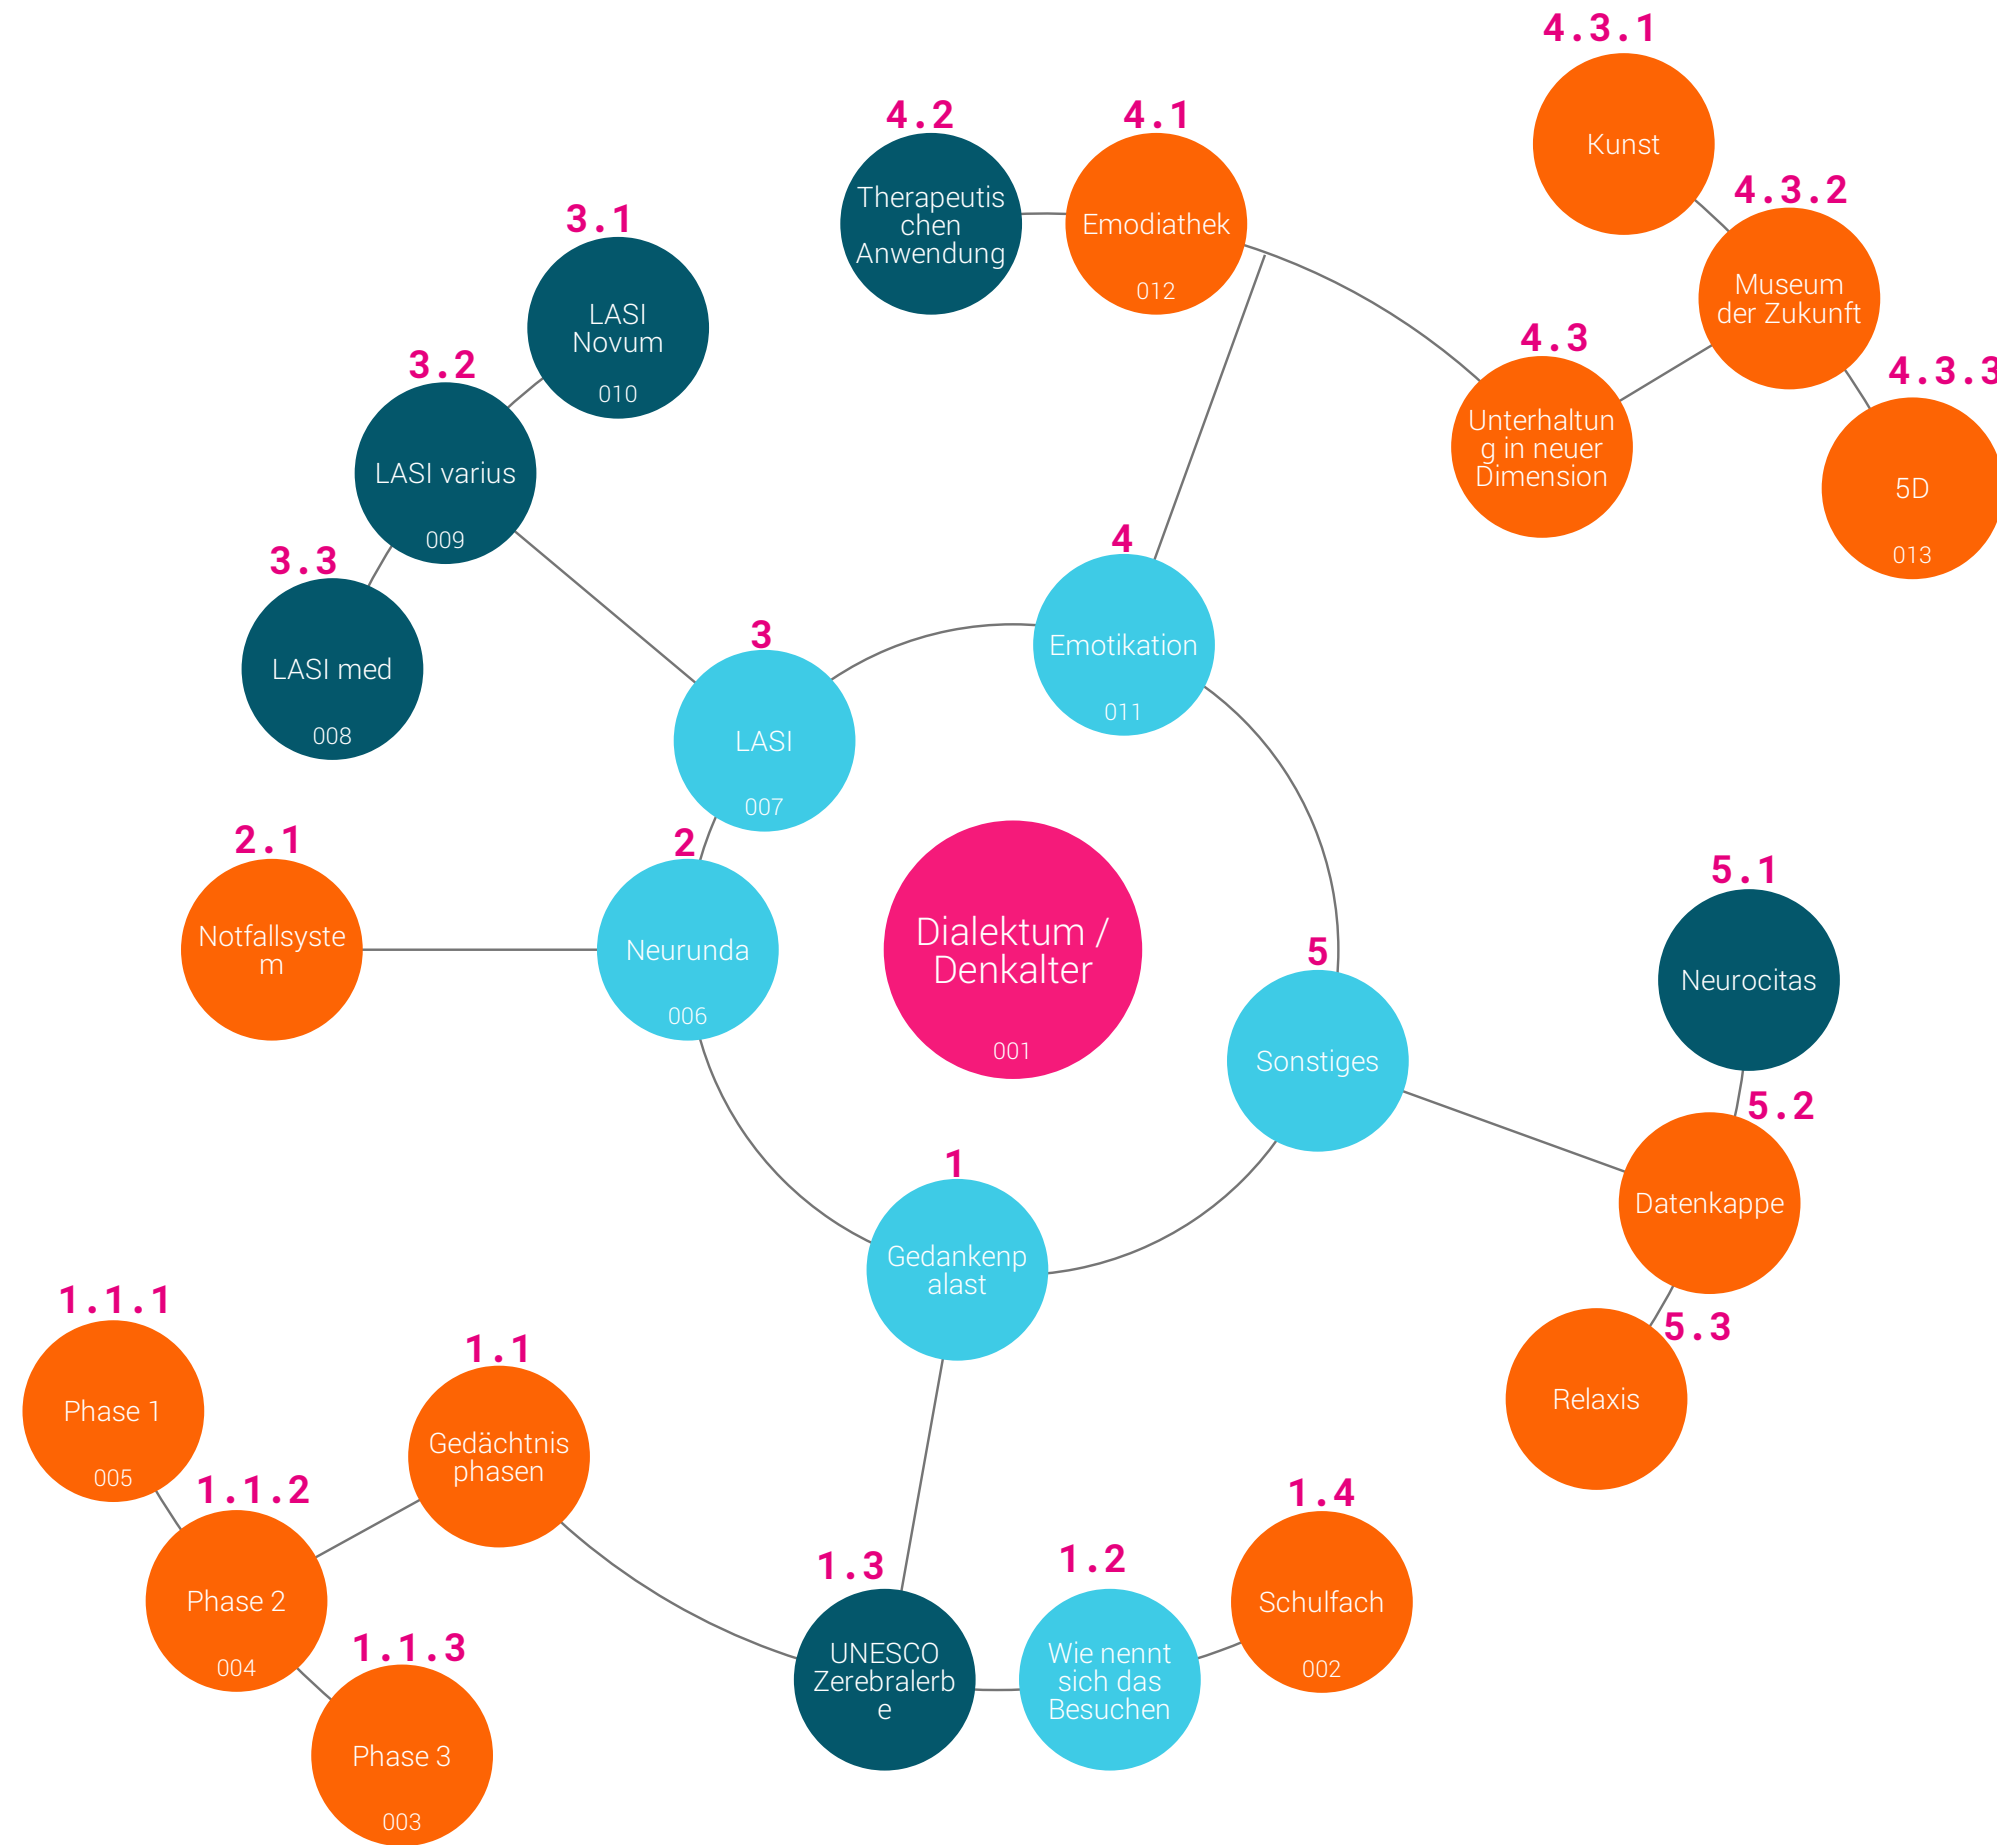 4.3.1
Kunst
4.2
Therapeutis
chen
Anwendung
4.1
Emodiathek
012
4.3.2
Museum
der Zukunft
3.1
LASI
Novum
010
4.3
Unterhaltun
g in neuer
Dimension
4.3.3
5D
013
3.2
LASI varius
009
3.3
LASI med
008
4
Emotikation
011
3
LASI
007
2.1
Notfallsyste
m
2
Neurunda
006
Dialektum /
Denkalter
001
5
Sonstiges
5.1
Neurocitas
5.2
Datenkappe
5.3
Relaxis
1
Gedankenp
alast
1.1.1
Phase 1
005
1.1
Gedächtnis
phasen
1.1.2
Phase 2
004
1.1.3
Phase 3
003
1.3
UNESCO
Zerebralerb
e
1.2
Wie nennt
sich das
Besuchen
1.4
Schulfach
002